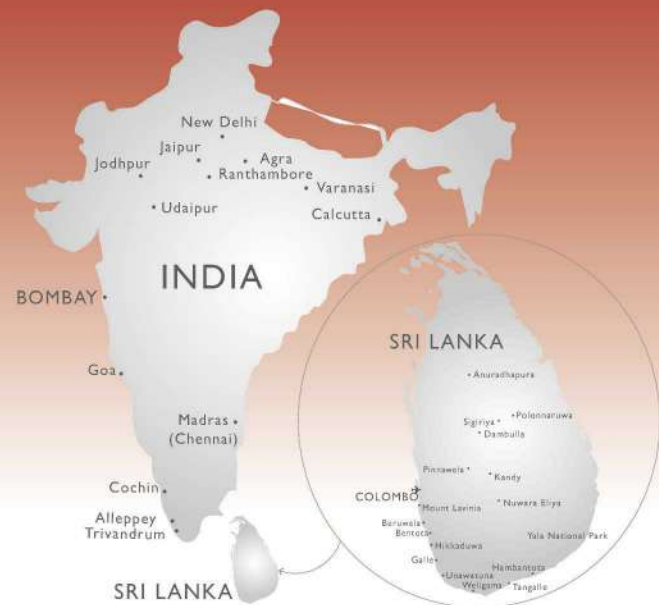 New Delhi
Jaipur
Agra
Jodhpur
Ranthambore
Varanasi
Udaipur
Calcutta
INDIA
BOMBAY
Goa
Madras
(Chennai)
Cochin
Alleppey
Trivandrum
SRI LANKA
SRI LANKA
Anuradhapura
Polonnaruwa
Sigiriya
Dambulla
Pinnawela
Kandy
COLOMBO
Nuwara Eliya
Mount Lavinia
Beruwala
Bentota
Yala National Park
Hikkaduwa
Galle
Hambantota
Unawatuna
Weligama
Tangalle